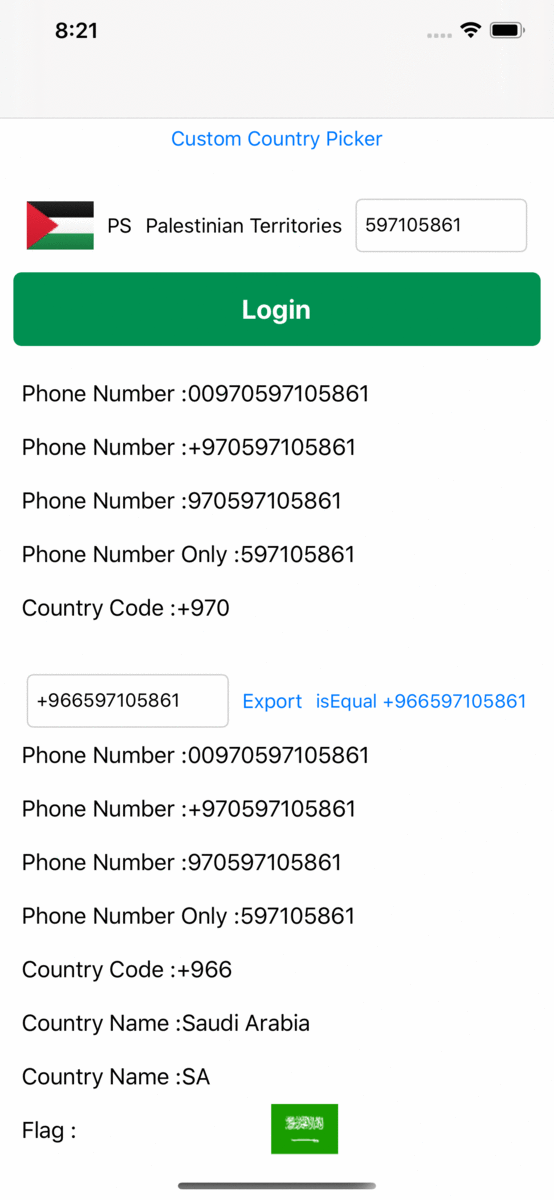 8:21
Custom Country Picker
PS Palestinian Territories 597105861
Login
Phone Number :00970597105861
Phone Number :+970597105861
Phone Number :970597105861
Phone Number Only :597105861
Country Code :+970
+966597105861 Export isEqual +966597105861
Phone Number :00970597105861
Phone Number :+970597105861
Phone Number :970597105861
Phone Number Only :597105861
Country Code :+966
Country Name :Saudi Arabia
Country Name :SA
Flag :